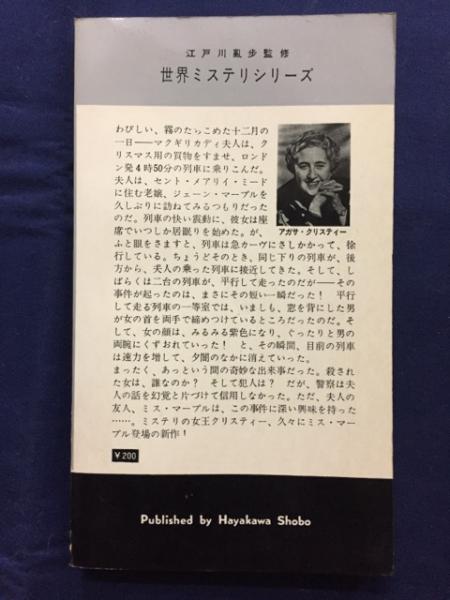 江戸川亂歩監修
世界ミステリシリーズ
わびしい、霧のたちこめた十二月の
一日――マクギリカディ夫人は、ク
リスマス用の買物をすませ、ロンド
ン発4時50分の列車に乗りこんだ。
夫人は、セント・メアリイ・ミード
に住む老嬢、ジェーン・マープルを
久しぶりに訪ねてみるつもりだった
のだ。列車の快い震動に、彼女は座
席でいつしか居眠りを始めた。が、
ふと眼をさますと、列車は急カーヴにさしかかって、徐
行している。ちょうどそのとき、同じ下りの列車が、後
方から、夫人の乗った列車に接近してきた。そして、し
ばらくは二台の列車が、平行して走ったのだが――その
事件が起ったのは、まさにその短い一瞬だった！ 平行
して走る列車の一等室では、いましも、窓を背にした男
が女の首を両手で締めつけているところだったのだ。そ
して、女の顔は、みるみる紫色になり、ぐったりと男の
両腕にくずおれていった！ と、その瞬間、目前の列車
は速力を増して、夕闇のなかに消えていった。
まったく、あっという間の奇妙な出来事だった。殺され
た女は、誰なのか？ そして犯人は？ だが、警察は夫
人の話を幻覚と片づけて信用しなかった。ただ、夫人の
友人、ミス・マープルは、この事件に深い興味を持った
……。ミステリの女王クリスティー、久々にミス・マー
プル登場の新作！
アガサ・クリスティー
￥200
Published by Hayakawa Shobo